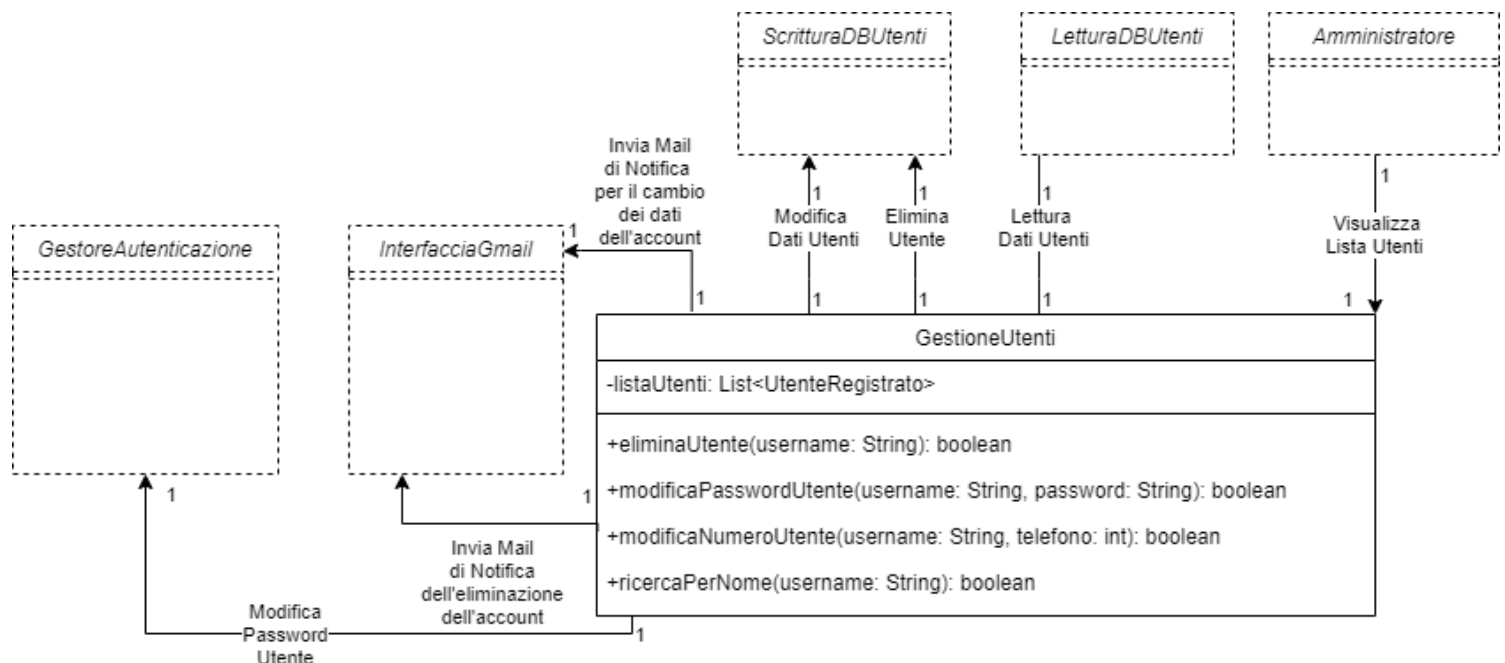 ScritturaDBUtenti
LetturaDBUtenti
Amministratore
Invia Mail
di Notifica
per il cambio
dei dati
dell'account
1
1
1
1
1
Modifica
Dati Utenti
Elimina
Utente
Lettura
Dati Utenti
Visualizza
Lista Utenti
GestoreAutenticazione
InterfacciaGmail
1
1
1
1
1
GestioneUtenti
-listaUtenti: List<UtenteRegistrato>
+eliminaUtente(username: String): boolean
+modificaPasswordUtente(username: String, password: String): boolean
+modificaNumeroUtente(username: String, telefono: int): boolean
+ricercaPerNome(username: String): boolean
1
1
Invia Mail
di Notifica
dell'eliminazione
dell'account
Modifica
Password
Utente
1